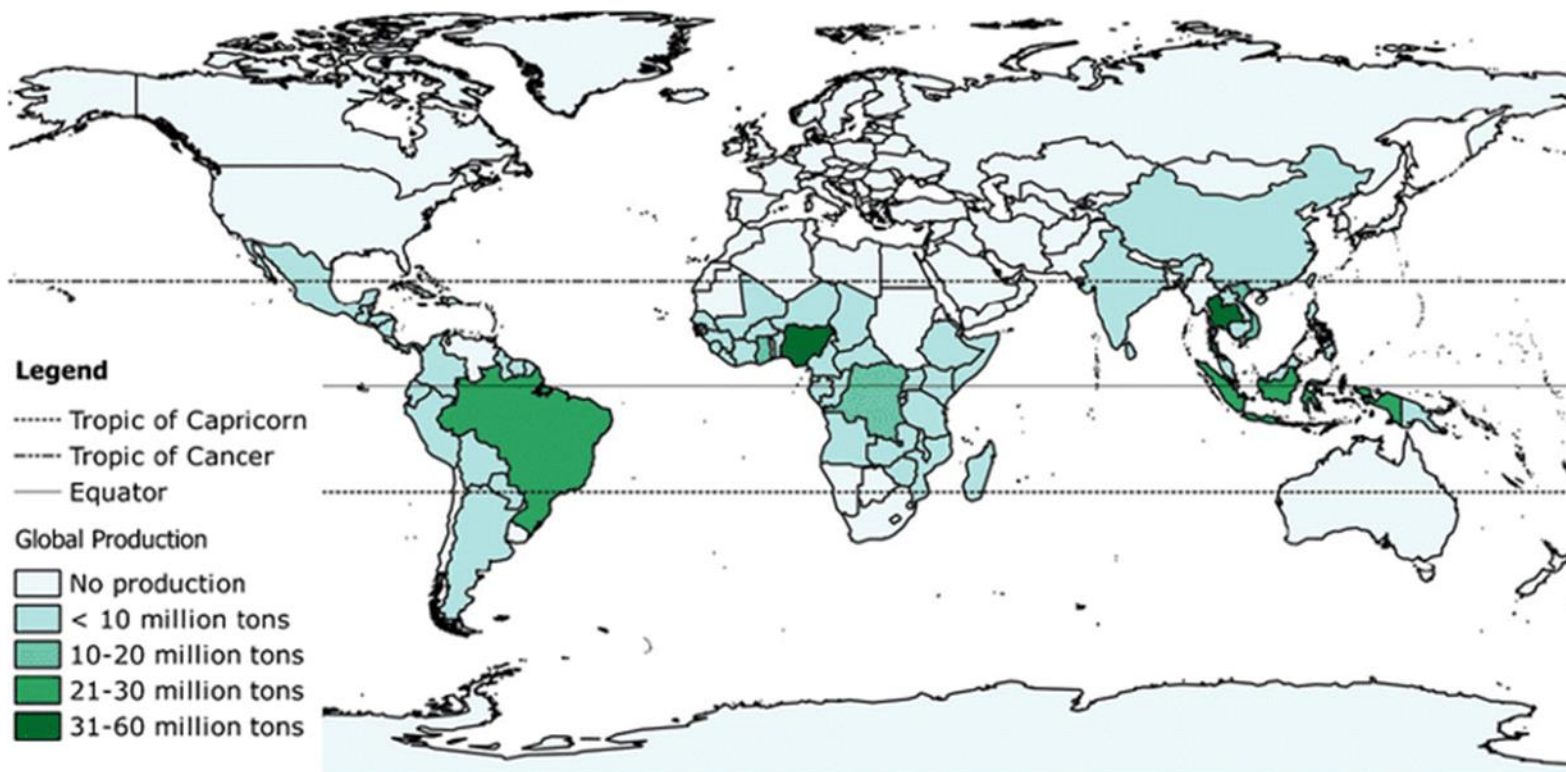 Legend
Tropic of Capricorn
Tropic of Cancer
Equator
Global Production
No production
< 10 million tons
10-20 million tons
21-30 million tons
31-60 million tons